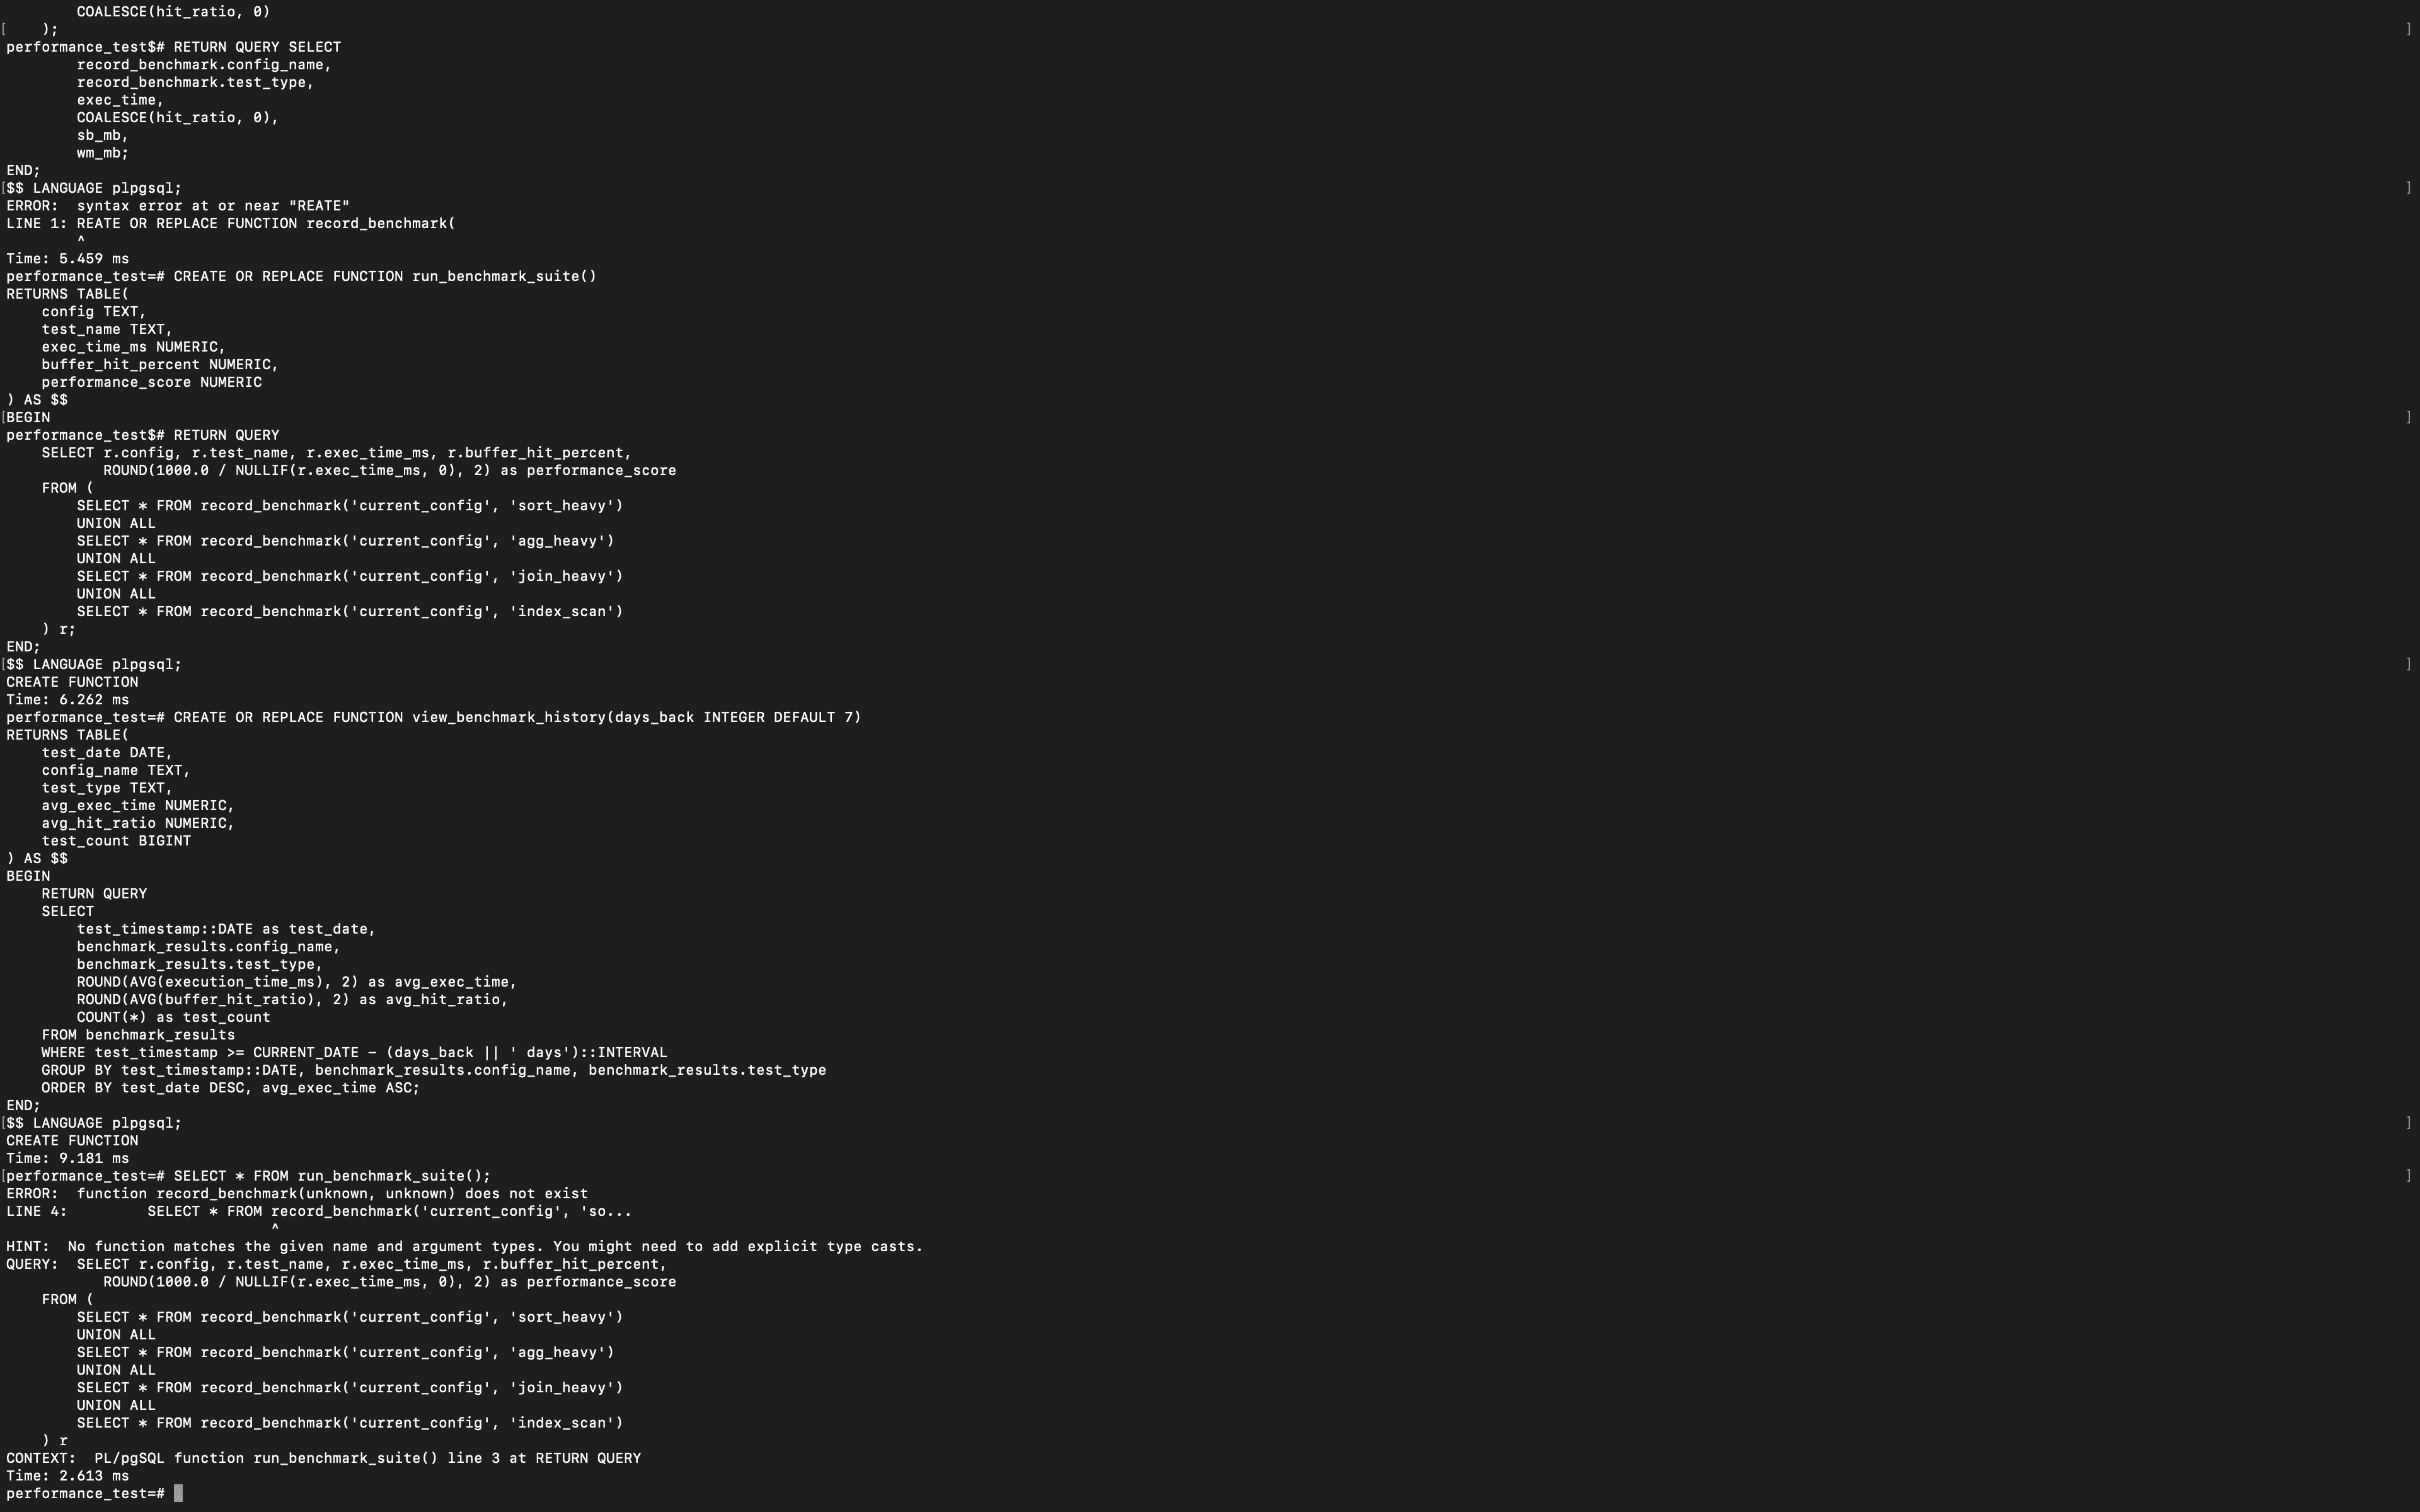 COALESCE(hit_ratio, 0)
[    );                                                                ]
performance_test$# RETURN QUERY SELECT
        record_benchmark.config_name,
        record_benchmark.test_type,
        exec_time,
        COALESCE(hit_ratio, 0),
        sb_mb,
        wm_mb;
END;
[$$ LANGUAGE plpgsql;                                                                ]
ERROR:  syntax error at or near "REATE"
LINE 1: REATE OR REPLACE FUNCTION record_benchmark(
        ^
Time: 5.459 ms
performance_test=# CREATE OR REPLACE FUNCTION run_benchmark_suite()
RETURNS TABLE(
    config TEXT,
    test_name TEXT,
    exec_time_ms NUMERIC,
    buffer_hit_percent NUMERIC,
    performance_score NUMERIC
) AS $$
[BEGIN                                                                ]
performance_test$# RETURN QUERY
    SELECT r.config, r.test_name, r.exec_time_ms, r.buffer_hit_percent,
           ROUND(1000.0 / NULLIF(r.exec_time_ms, 0), 2) as performance_score
    FROM (
        SELECT * FROM record_benchmark('current_config', 'sort_heavy')
        UNION ALL
        SELECT * FROM record_benchmark('current_config', 'agg_heavy')
        UNION ALL
        SELECT * FROM record_benchmark('current_config', 'join_heavy')
        UNION ALL
        SELECT * FROM record_benchmark('current_config', 'index_scan')
    ) r;
END;
[$$ LANGUAGE plpgsql;                                                                ]
CREATE FUNCTION
Time: 6.262 ms
performance_test=# CREATE OR REPLACE FUNCTION view_benchmark_history(days_back INTEGER DEFAULT 7)
RETURNS TABLE(
    test_date DATE,
    config_name TEXT,
    test_type TEXT,
    avg_exec_time NUMERIC,
    avg_hit_ratio NUMERIC,
    test_count BIGINT
) AS $$
BEGIN
    RETURN QUERY
    SELECT
        test_timestamp::DATE as test_date,
        benchmark_results.config_name,
        benchmark_results.test_type,
        ROUND(AVG(execution_time_ms), 2) as avg_exec_time,
        ROUND(AVG(buffer_hit_ratio), 2) as avg_hit_ratio,
        COUNT(*) as test_count
    FROM benchmark_results
    WHERE test_timestamp >= CURRENT_DATE - (days_back || ' days')::INTERVAL
    GROUP BY test_timestamp::DATE, benchmark_results.config_name, benchmark_results.test_type
    ORDER BY test_date DESC, avg_exec_time ASC;
END;
[$$ LANGUAGE plpgsql;                                                                ]
CREATE FUNCTION
Time: 9.181 ms
[performance_test=# SELECT * FROM run_benchmark_suite();                                                                ]
ERROR:  function record_benchmark(unknown, unknown) does not exist
LINE 4:         SELECT * FROM record_benchmark('current_config', 'so...
                              ^
HINT:  No function matches the given name and argument types. You might need to add explicit type casts.
QUERY:  SELECT r.config, r.test_name, r.exec_time_ms, r.buffer_hit_percent,
           ROUND(1000.0 / NULLIF(r.exec_time_ms, 0), 2) as performance_score
    FROM (
        SELECT * FROM record_benchmark('current_config', 'sort_heavy')
        UNION ALL
        SELECT * FROM record_benchmark('current_config', 'agg_heavy')
        UNION ALL
        SELECT * FROM record_benchmark('current_config', 'join_heavy')
        UNION ALL
        SELECT * FROM record_benchmark('current_config', 'index_scan')
    ) r
CONTEXT:  PL/pgSQL function run_benchmark_suite() line 3 at RETURN QUERY
Time: 2.613 ms
performance_test=#